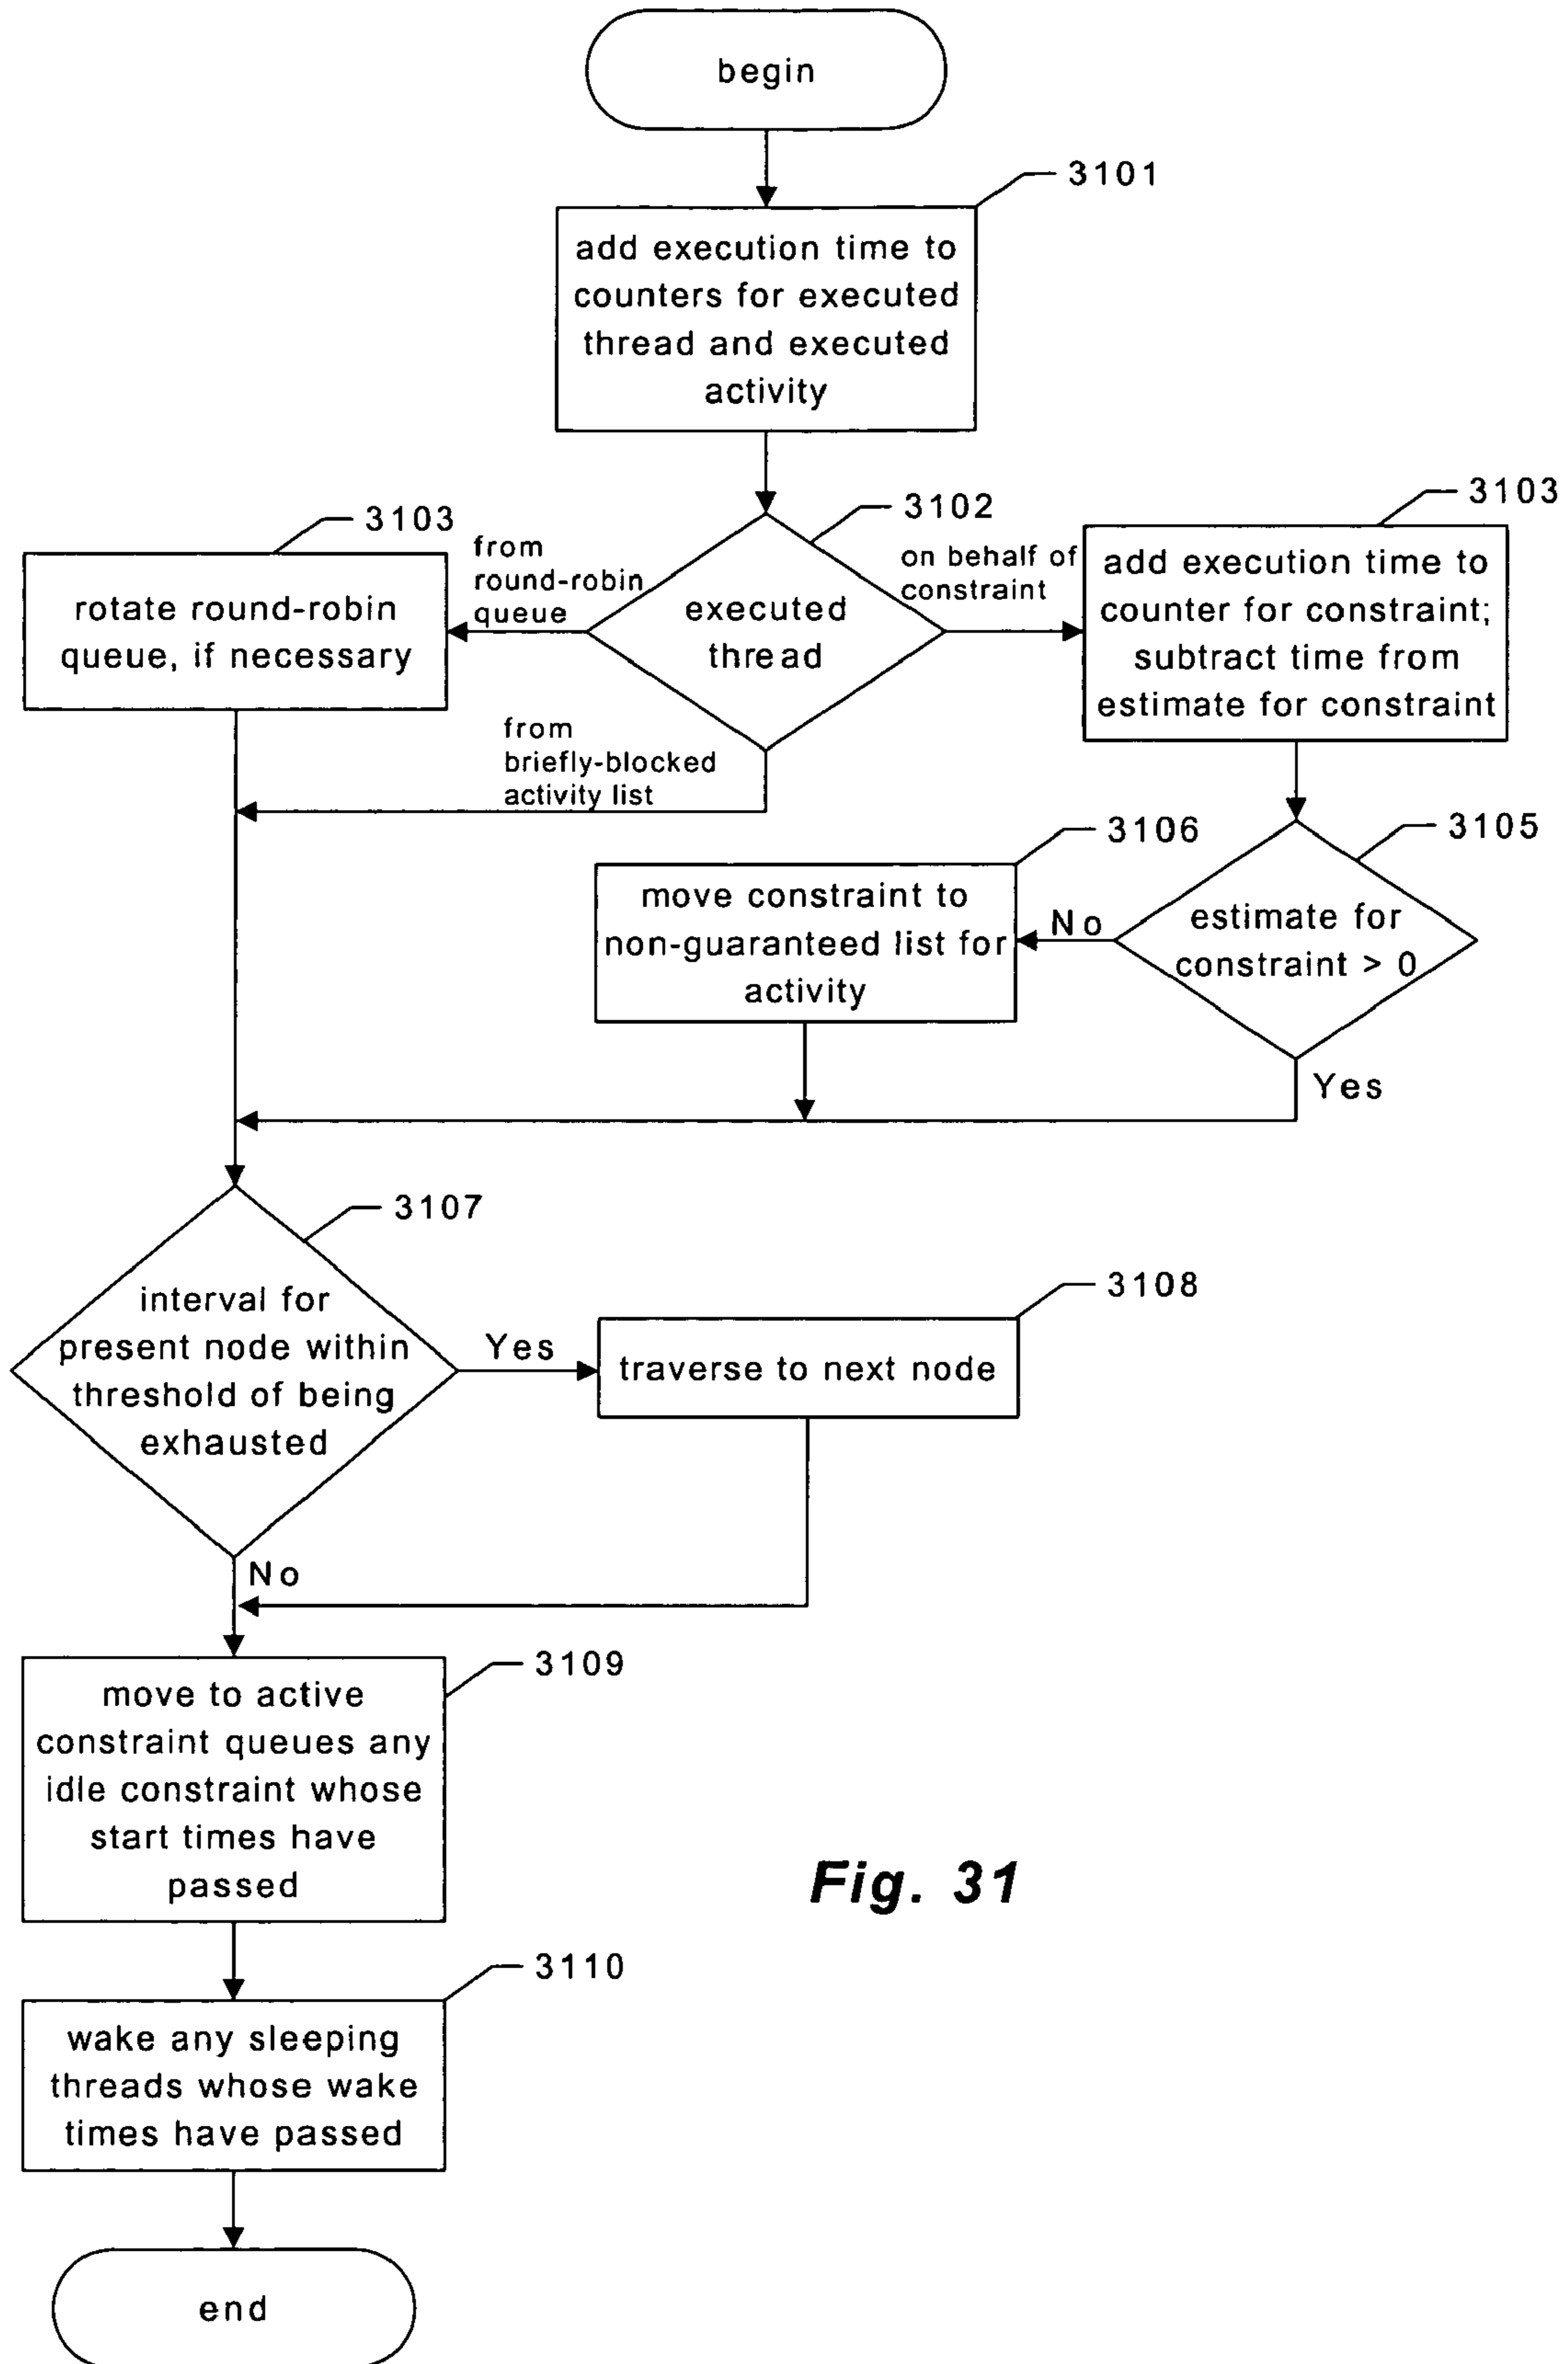 begin
3101
add execution time to
counters for executed
thread and executed
activity
3102
executed
thread
from
round-robin
queue
3103
rotate round-robin
queue, if necessary
on behalf of
constraint
3103
add execution time to
counter for constraint;
subtract time from
estimate for constraint
from
briefly-blocked
activity list
3105
estimate for
constraint > 0
No
3106
move constraint to
non-guaranteed list for
activity
Yes
3107
interval for
present node within
threshold of being
exhausted
Yes
3108
traverse to next node
No
3109
move to active
constraint queues any
idle constraint whose
start times have
passed
Fig. 31
3110
wake any sleeping
threads whose wake
times have passed
end